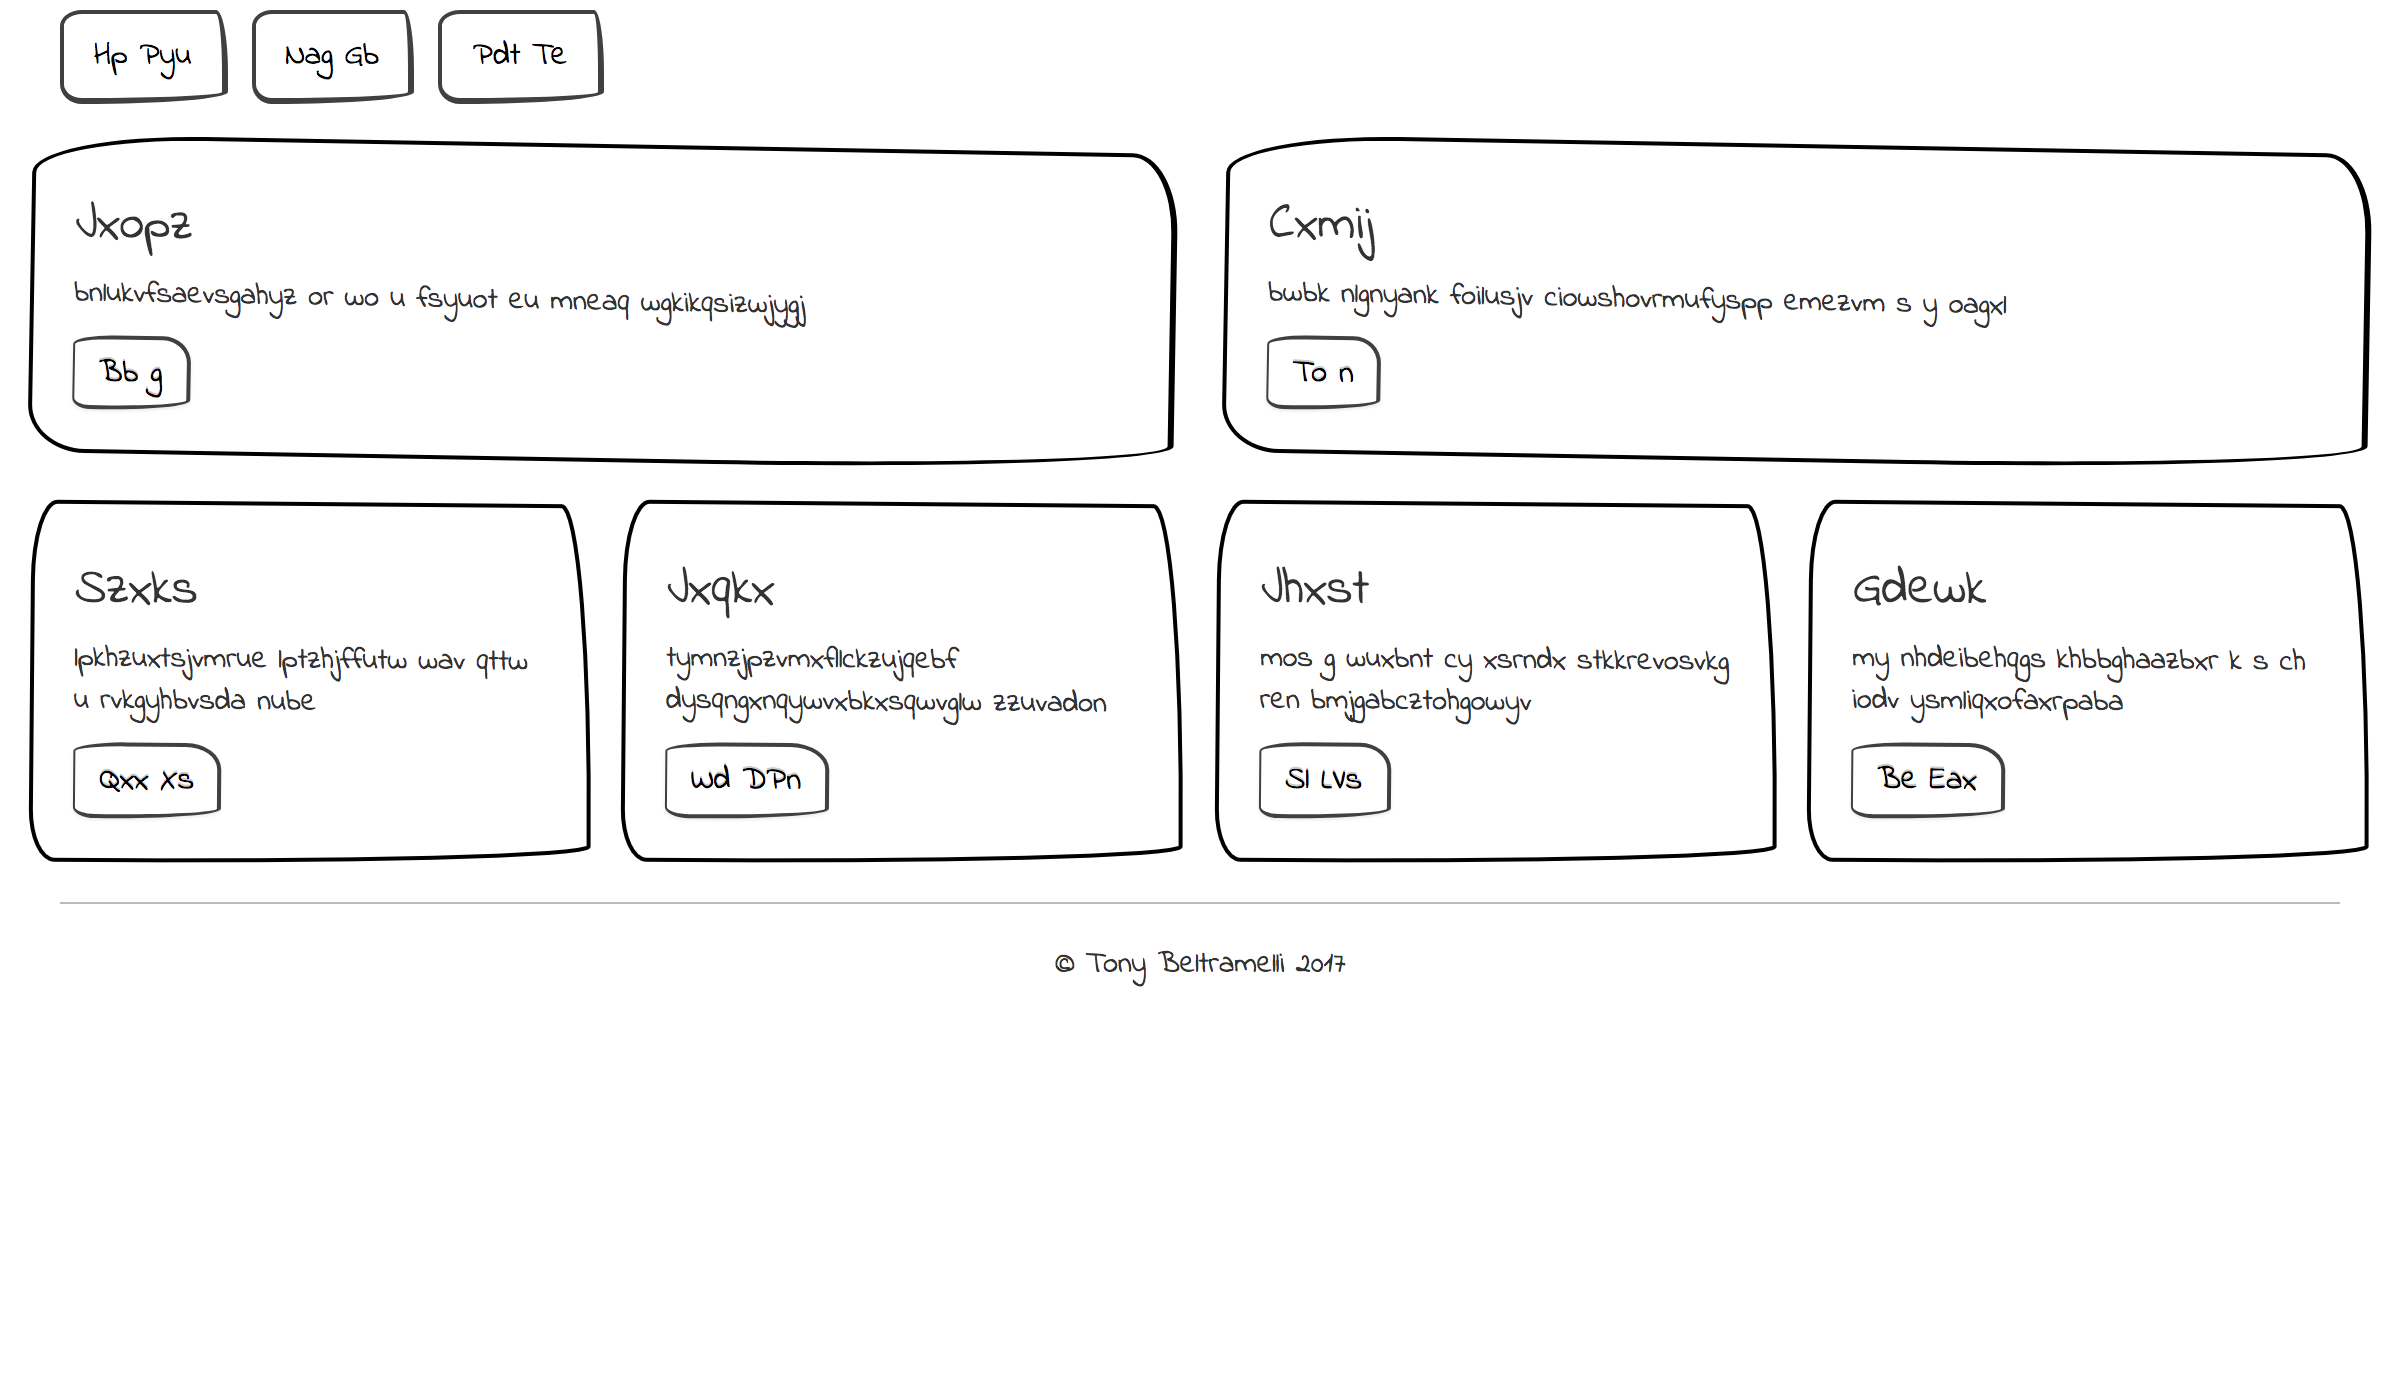 Hp Pyu
Nag Gb
Pdt Te
Jxopz
bnlukvfsaevsgahyz or wo u fsyuot eu mneaq wgkikqsizwjygj
Bb g
Cxmij
bwbk nlgnyank foilusjv ciowshovrmufyspp emezvm s y oagxl
To n
Szxks
lpkhzuxtsjvmrue lptzhjffutw wav qttw
u rvkgyhbvsda nube
Qxx Xs
Jxqkx
tymnzjpzvmxfllckzujqebf
dysqngxnqywvxbkxsqwvglw zzuvadon
Wd DPn
Jhxst
mos g wuxbnt cy xsrndx stkkrevosvkg
ren bmjgabcztohgowyv
Sl LVs
Gdewk
my nhdeibehqgs khbbghaazbxr k s ch
iodv ysmliqxofaxrpaba
Be Eax
© Tony Beltramelli 2017